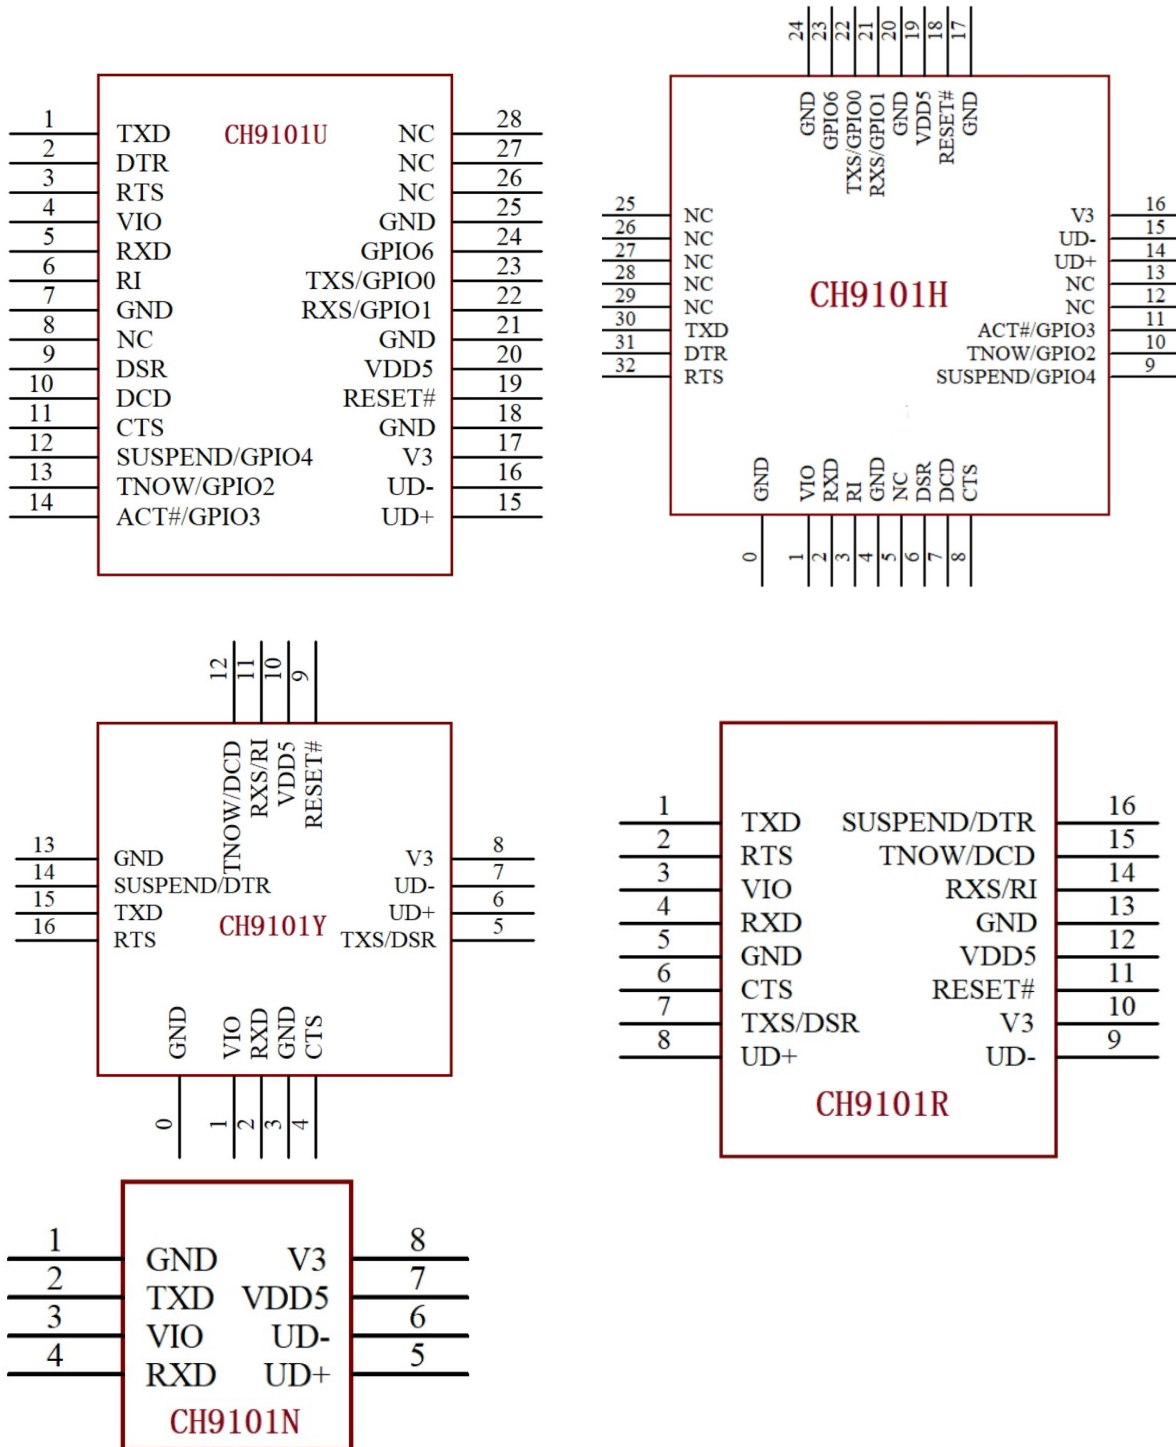 CH9101U
1 TXD NC 28
2 DTR NC 27
3 RTS NC 26
4 VIO GND 25
5 RXD GPIO6 24
6 RI TXS/GPIO0 23
7 GND RXS/GPIO1 22
8 NC GND 21
9 DSR VDD5 20
10 DCD RESET# 19
11 CTS GND 18
12 SUSPEND/GPIO4 V3 17
13 TNOW/GPIO2 UD- 16
14 ACT#/GPIO3 UD+ 15
24 23 22 21 20 19 18 17
GND GPIO6 TXS/GPIO0 RXS/GPIO1 GND VDD5 RESET# GND
25 NC V3 16
26 NC UD- 15
27 NC UD+ 14
28 NC NC 13
29 NC NC 12
30 TXD ACT#/GPIO3 11
31 DTR TNOW/GPIO2 10
32 RTS SUSPEND/GPIO4 9
CH9101H
GND VIO RXD RI GND NC DSR DCD CTS
0 1 2 3 4 5 6 7 8
12 11 10 9
TNOW/DCD RXS/RI VDD5 RESET#
13 GND V3 8
14 SUSPEND/DTR UD- 7
15 TXD UD+ 6
16 RTS TXS/DSR 5
CH9101Y
GND VIO RXD GND CTS
0 1 2 3 4
1 TXD SUSPEND/DTR 16
2 RTS TNOW/DCD 15
3 VIO RXS/RI 14
4 RXD GND 13
5 GND VDD5 12
6 CTS RESET# 11
7 TXS/DSR V3 10
8 UD+ UD- 9
CH9101R
1 GND V3 8
2 TXD VDD5 7
3 VIO UD- 6
4 RXD UD+ 5
CH9101N